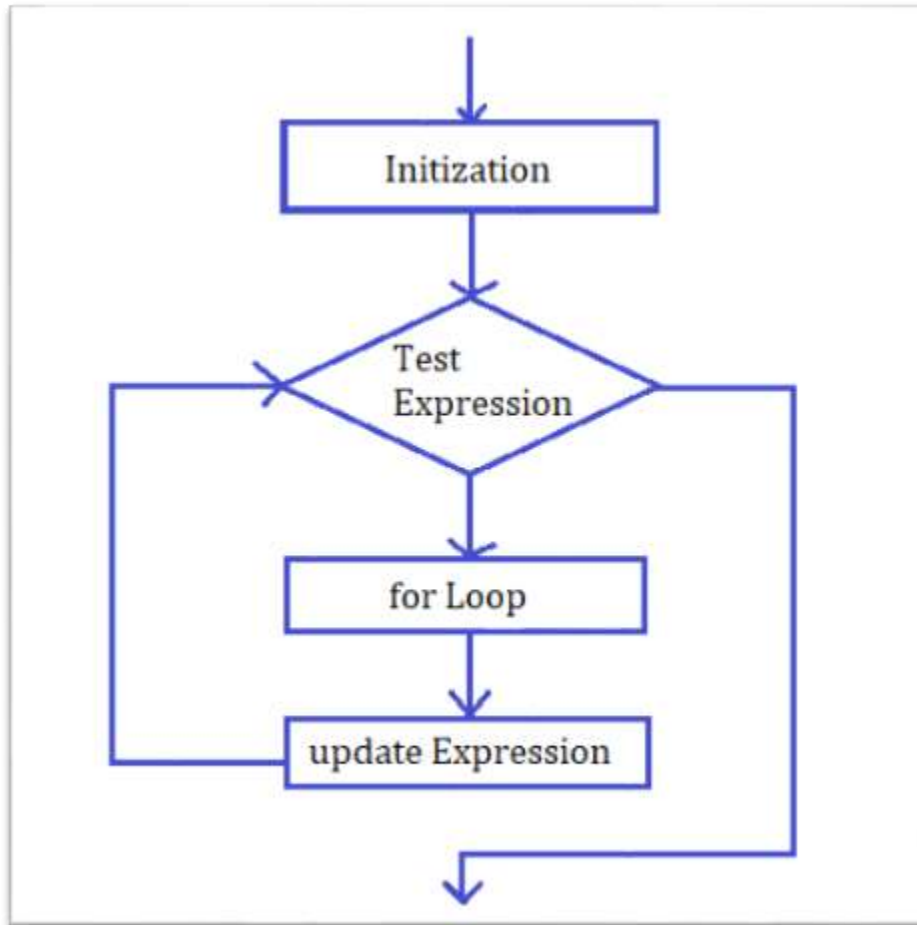 Initization
Test
Expression
for Loop
update Expression